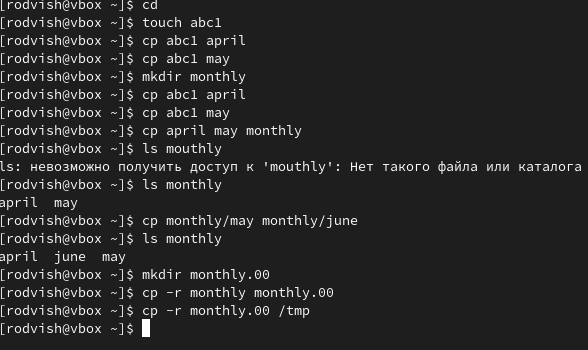 [rodvish@vbox ~]$ cd
[rodvish@vbox ~]$ touch abc1
[rodvish@vbox ~]$ cp abc1 april
[rodvish@vbox ~]$ cp abc1 may
[rodvish@vbox ~]$ mkdir monthly
[rodvish@vbox ~]$ cp abc1 april
[rodvish@vbox ~]$ cp abc1 may
[rodvish@vbox ~]$ cp april may monthly
[rodvish@vbox ~]$ ls mouthly
ls: невозможно получить доступ к 'mouthly': Нет такого файла или каталога
[rodvish@vbox ~]$ ls monthly
april  may
[rodvish@vbox ~]$ cp monthly/may monthly/june
[rodvish@vbox ~]$ ls monthly
april  june  may
[rodvish@vbox ~]$ mkdir monthly.00
[rodvish@vbox ~]$ cp -r monthly monthly.00
[rodvish@vbox ~]$ cp -r monthly.00 /tmp
[rodvish@vbox ~]$